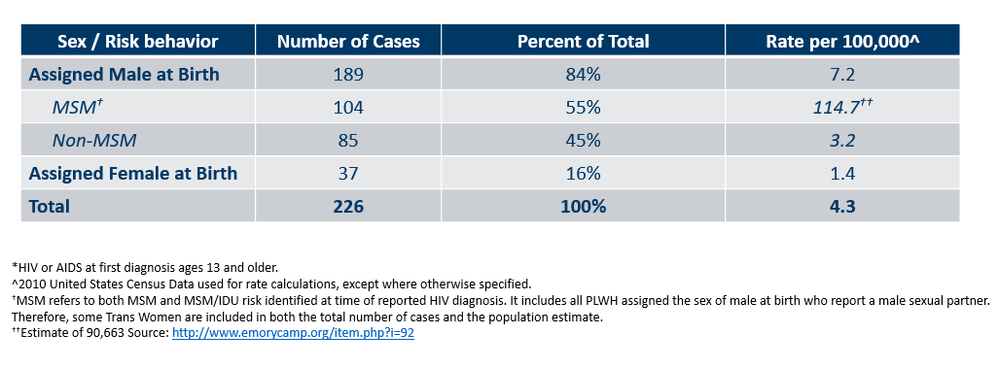 Sex / Risk behavior Number of Cases Percent of Total Rate per 100,000^
Assigned Male at Birth 189 84% 7.2
MSM† 104 55% 114.7††
Non-MSM 85 45% 3.2
Assigned Female at Birth 37 16% 1.4
Total 226 100% 4.3
*HIV or AIDS at first diagnosis ages 13 and older.
^2010 United States Census Data used for rate calculations, except where otherwise specified.
†MSM refers to both MSM and MSM/IDU risk identified at time of reported HIV diagnosis. It includes all PLWH assigned the sex of male at birth who report a male sexual partner.
Therefore, some Trans Women are included in both the total number of cases and the population estimate.
††Estimate of 90,663 Source: http://www.emorycamp.org/item.php?i=92